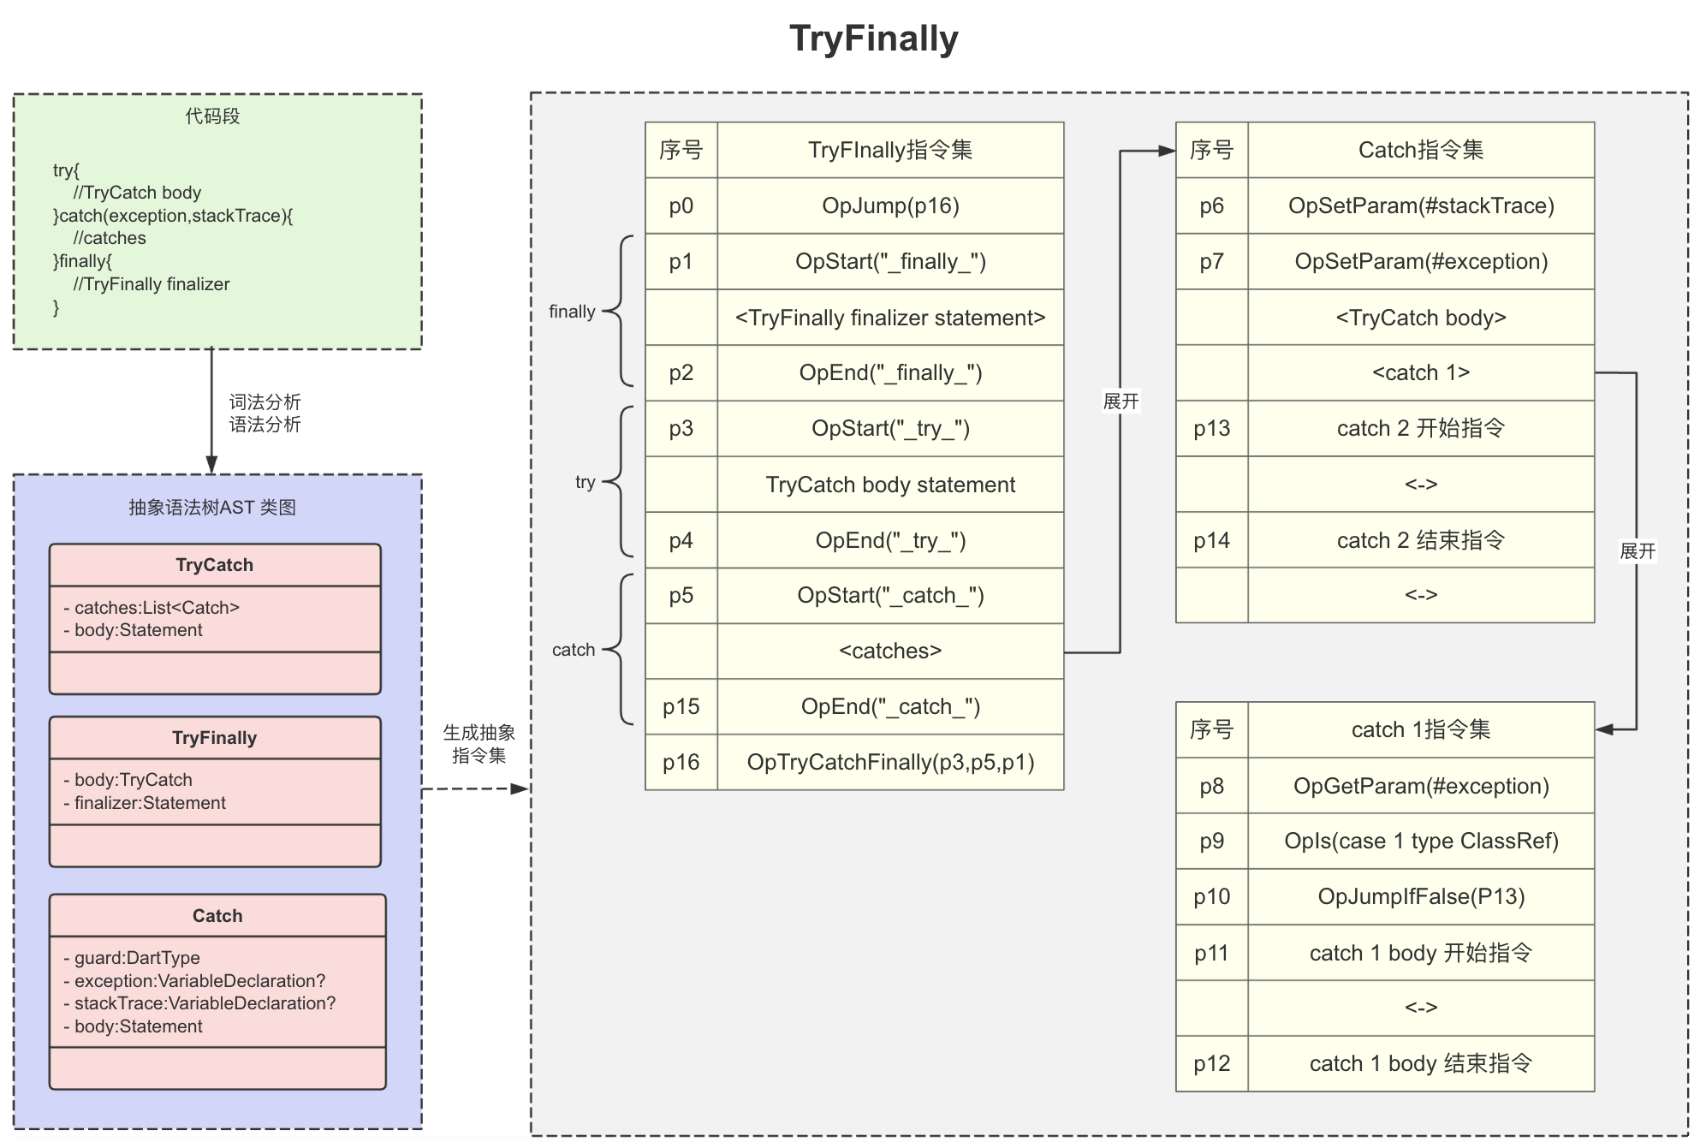 TryFinally
代码段
try{
//TryCatch body
}catch(exception,stackTrace){
//catches
}finally{
//TryFinally finalizer
}
词法分析
语法分析
抽象语法树AST 类图
TryCatch
- catches:List<Catch>
- body:Statement
TryFinally
- body:TryCatch
- finalizer:Statement
Catch
- guard:DartType
- exception:VariableDeclaration?
- stackTrace:VariableDeclaration?
- body:Statement
生成抽象
指令集
finally
try
catch
序号 TryFInally指令集
p0 OpJump(p16)
p1 OpStart("_finally_")
<TryFinally finalizer statement>
p2 OpEnd("_finally_")
p3 OpStart("_try_")
TryCatch body statement
p4 OpEnd("_try_")
p5 OpStart("_catch_")
<catches>
p15 OpEnd("_catch_")
p16 OpTryCatchFinally(p3,p5,p1)
展开
序号 Catch指令集
p6 OpSetParam(#stackTrace)
p7 OpSetParam(#exception)
<TryCatch body>
<catch 1>
p13 catch 2 开始指令
<->
p14 catch 2 结束指令
<->
展开
序号 catch 1指令集
p8 OpGetParam(#exception)
p9 OpIs(case 1 type ClassRef)
p10 OpJumpIfFalse(P13)
p11 catch 1 body 开始指令
<->
p12 catch 1 body 结束指令